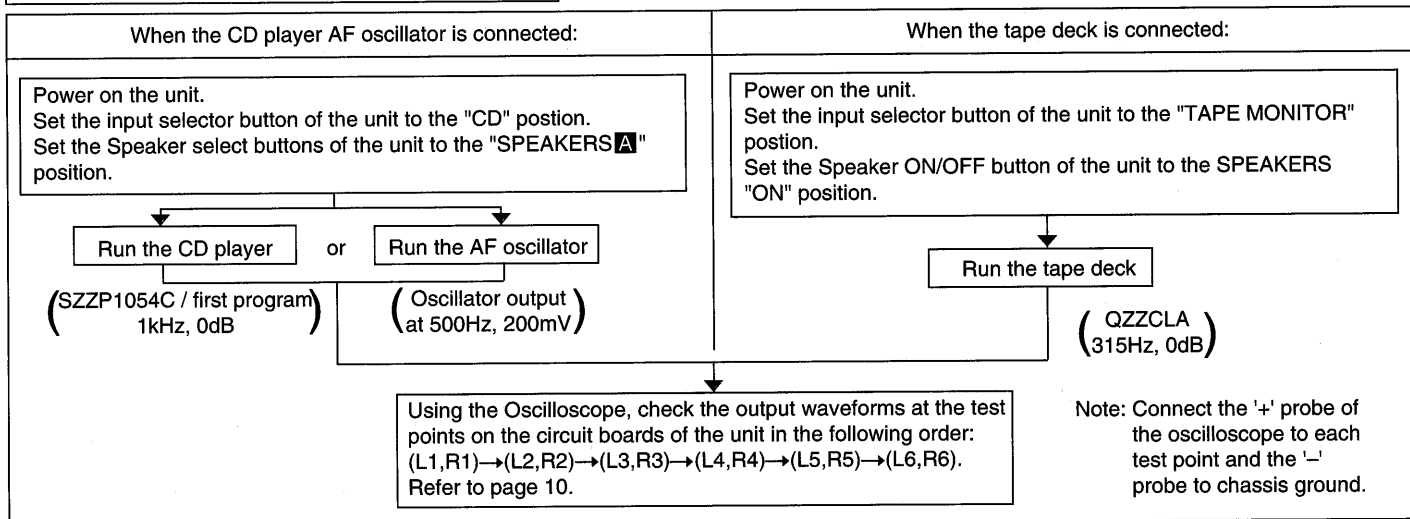 When the CD player AF oscillator is connected:
When the tape deck is connected:
Power on the unit.
Set the input selector button of the unit to the "CD" postion.
Set the Speaker select buttons of the unit to the "SPEAKERS A"
position.
Power on the unit.
Set the input selector button of the unit to the "TAPE MONITOR"
postion.
Set the Speaker ON/OFF button of the unit to the SPEAKERS
"ON" position.
Run the CD player
or
Run the AF oscillator
Run the tape deck
(SZZP1054C / first program
1kHz, 0dB)
(Oscillator output
at 500Hz, 200mV)
(QZZCLA
315Hz, 0dB)
Using the Oscilloscope, check the output waveforms at the test
points on the circuit boards of the unit in the following order:
(L1,R1)→(L2,R2)→(L3,R3)→(L4,R4)→(L5,R5)→(L6,R6).
Refer to page 10.
Note: Connect the '+' probe of
the oscilloscope to each
test point and the '–'
probe to chassis ground.